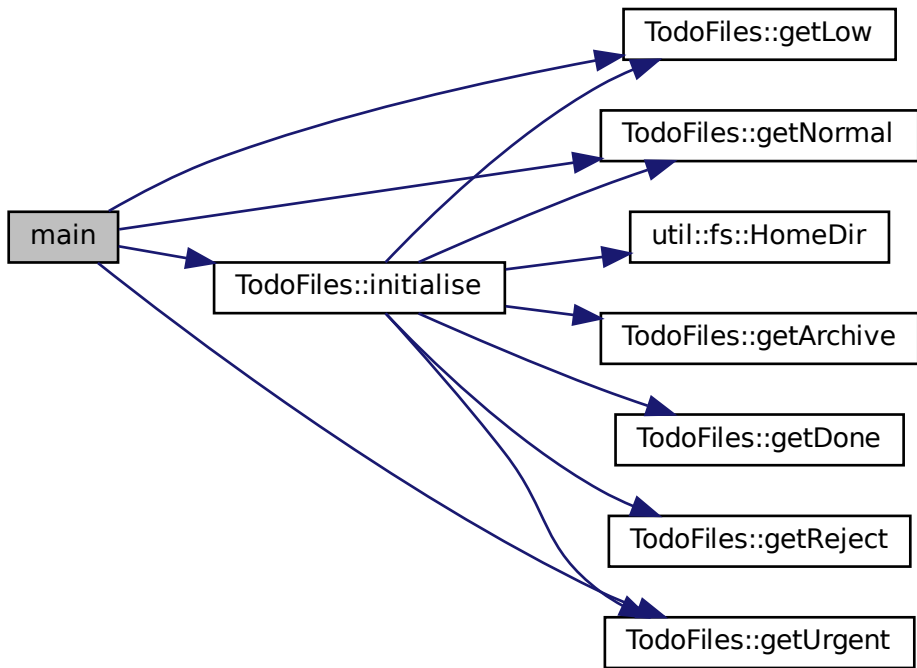 TodoFiles::getLow
TodoFiles::getNormal
main
util::fs::HomeDir
TodoFiles::initialise
TodoFiles::getArchive
TodoFiles::getDone
TodoFiles::getReject
TodoFiles::getUrgent